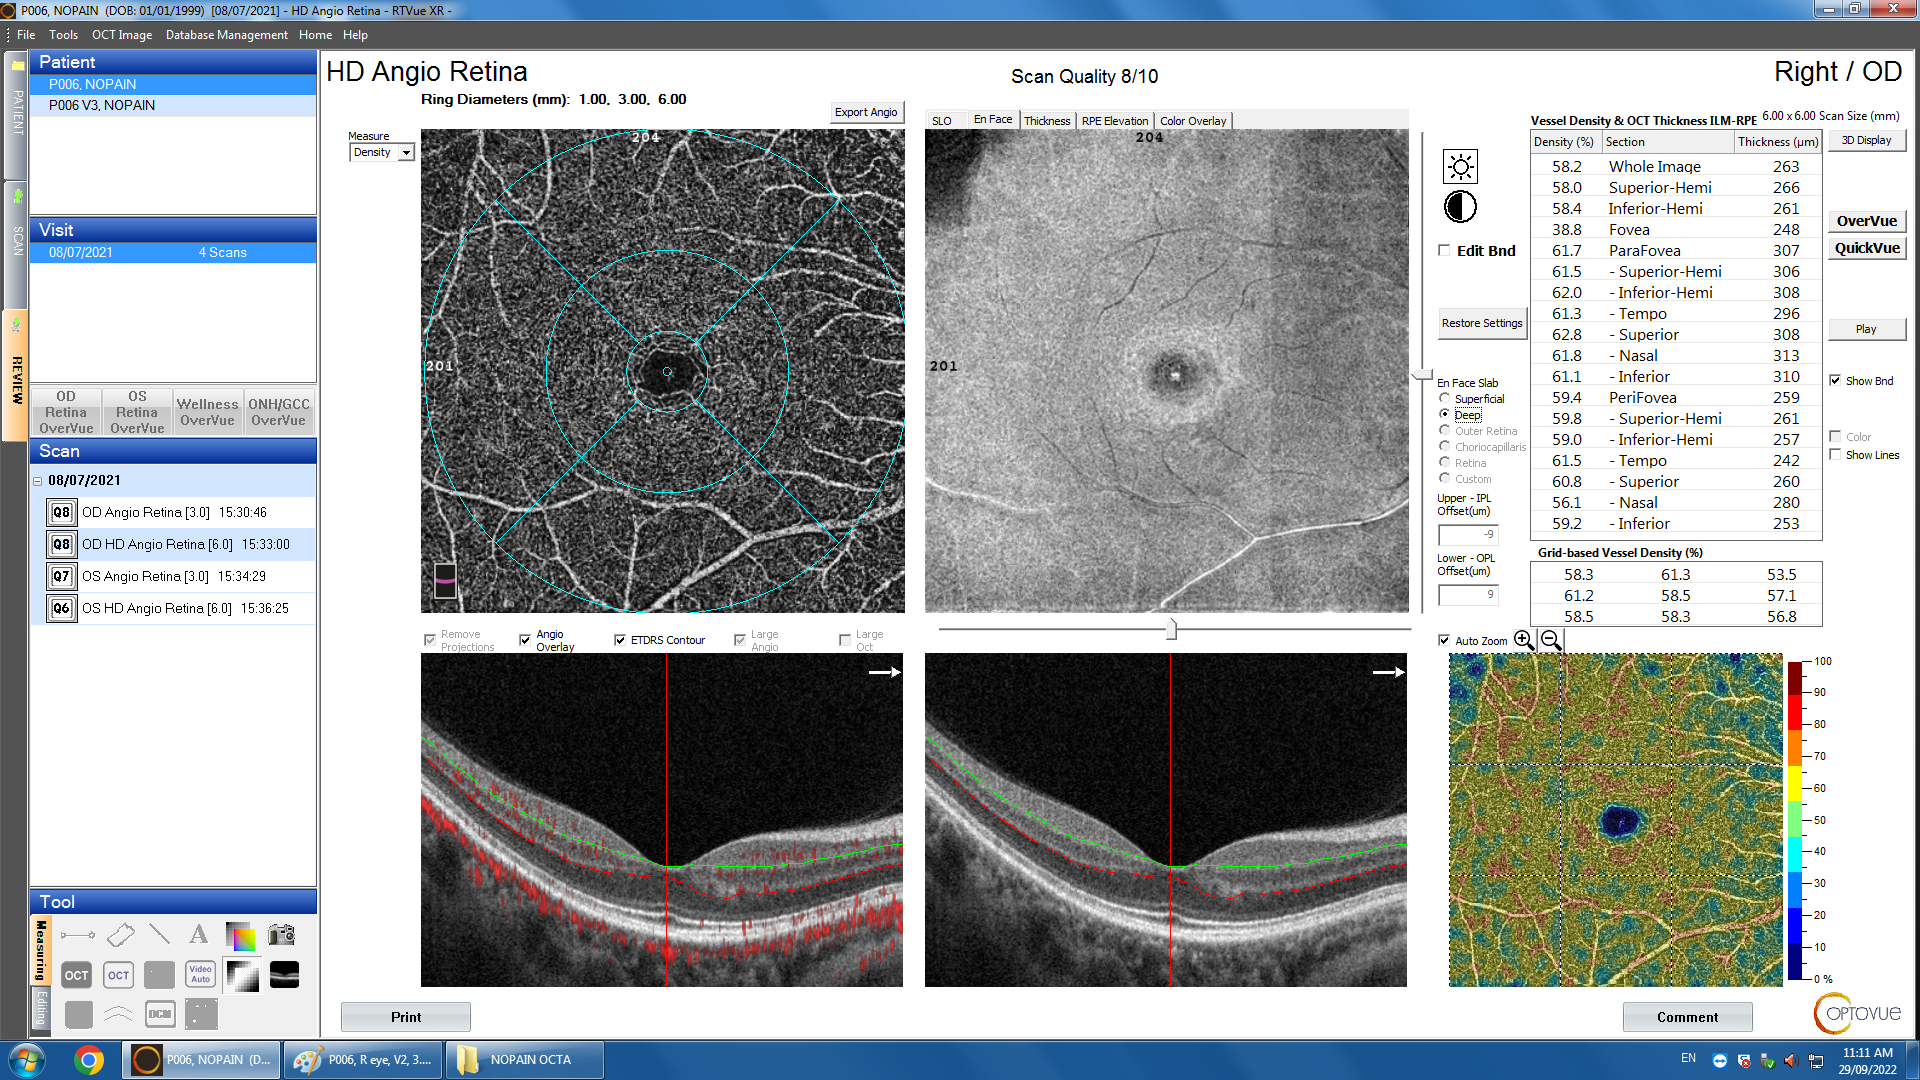 P006, NOPAIN (DOB: 01/01/1999) [08/07/2021] - HD Angio Retina - RTVue XR -
File Tools OCT Image Database Management Home Help
PATIENT
SCAN
REVIEW
Patient
P006, NOPAIN
P006 V3, NOPAIN
Visit
08/07/2021 4 Scans
OD Retina OverVue
OS Retina OverVue
Wellness OverVue
ONH/GCC OverVue
Scan
08/07/2021
Q8 OD Angio Retina [3.0] 15:30:46
Q8 OD HD Angio Retina [6.0] 15:33:00
Q7 OS Angio Retina [3.0] 15:34:29
Q6 OS HD Angio Retina [6.0] 15:36:25
Tool
Measuring
Editing
A
OCT OCT Video Auto
DCM
HD Angio Retina
Scan Quality 8/10
Right / OD
Ring Diameters (mm): 1.00, 3.00, 6.00
Export Angio
Measure
Density
204
201
SLO En Face Thickness RPE Elevation Color Overlay
204
201
Edit Bnd
Restore Settings
En Face Slab
Superficial
Deep
Outer Retina
Choriocapillaris
Retina
Custom
Upper - IPL
Offset(um)
-9
Lower - OPL
Offset(um)
9
Vessel Density & OCT Thickness ILM-RPE 6.00 x 6.00 Scan Size (mm)
Density (%) Section Thickness (µm)
58.2 Whole Image 263
58.0 Superior-Hemi 266
58.4 Inferior-Hemi 261
38.8 Fovea 248
61.7 ParaFovea 307
61.5 - Superior-Hemi 306
62.0 - Inferior-Hemi 308
61.3 - Tempo 296
62.8 - Superior 308
61.8 - Nasal 313
61.1 - Inferior 310
59.4 PeriFovea 259
59.8 - Superior-Hemi 261
59.0 - Inferior-Hemi 257
61.5 - Tempo 242
60.8 - Superior 260
56.1 - Nasal 280
59.2 - Inferior 253
Grid-based Vessel Density (%)
58.3 61.3 53.5
61.2 58.5 57.1
58.5 58.3 56.8
3D Display
OverVue
QuickVue
Play
Show Bnd
Color
Show Lines
Remove Projections
Angio Overlay
ETDRS Contour
Large Angio
Large Oct
Auto Zoom
100
90
80
70
60
50
40
30
20
10
0 %
Print
Comment
OPTOVUE
P006, NOPAIN (D...
P006, R eye, V2, 3....
NOPAIN OCTA
EN
11:11 AM
29/09/2022